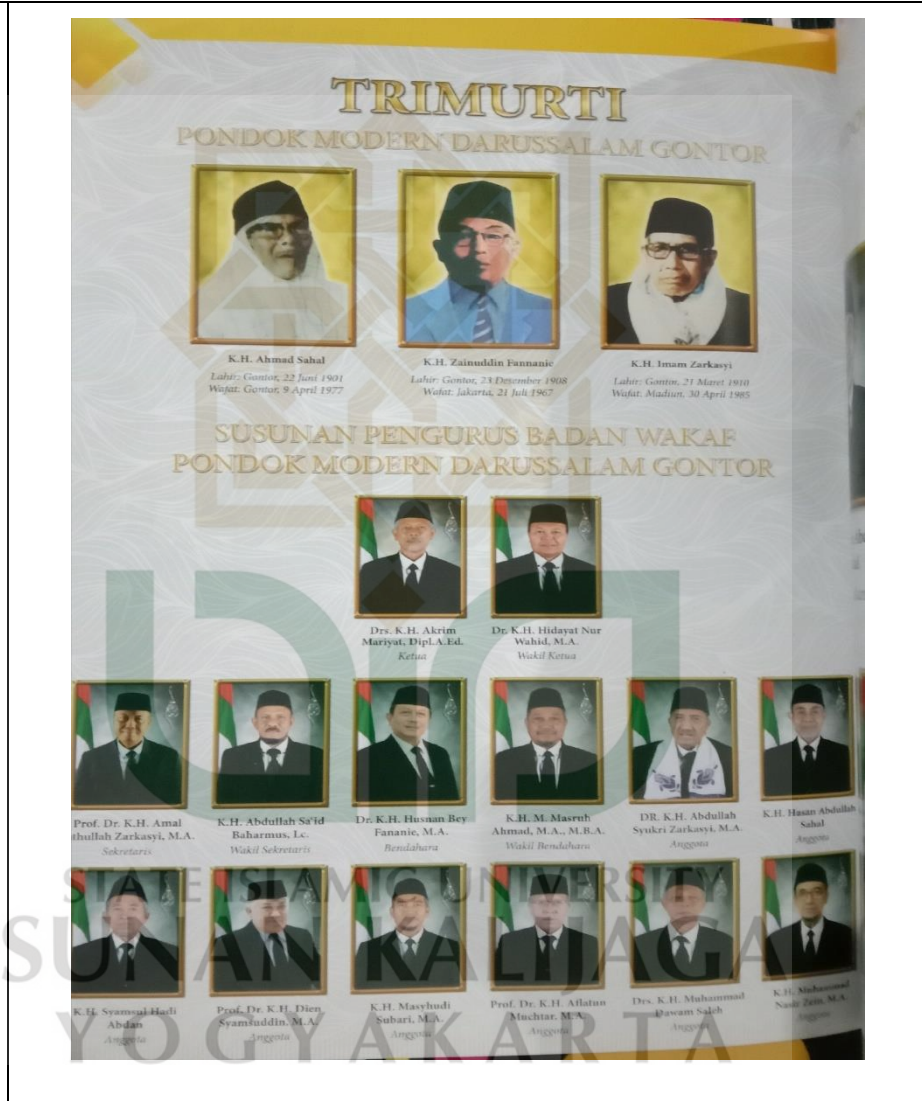 TRIMURTI
PONDOK MODERN DARUSSALAM GONTOR
K.H. Ahmad Sahal
Lahir: Gontor, 22 Juni 1901
Wafat: Gontor, 9 April 1977
K.H. Zainuddin Fannanie
Lahir: Gontor, 23 Desember 1908
Wafat: Jakarta, 21 Juli 1967
K.H. Imam Zarkasyi
Lahir: Gontor, 21 Maret 1910
Wafat: Madiun, 30 April 1985
SUSUNAN PENGURUS BADAN WAKAF
PONDOK MODERN DARUSSALAM GONTOR
Drs. K.H. Akrim
Mariyat, Dipl.A.Ed.
Ketua
Dr. K.H. Hidayat Nur
Wahid, M.A.
Wakil Ketua
Prof. Dr. K.H. Amal
thullah Zarkasyi, M.A.
Sekretaris
K.H. Abdullah Sa'id
Baharmus, Lc.
Wakil Sekretaris
Dr. K.H. Husnan Bey
Fananie, M.A.
Bendahara
K.H. M. Masruh
Ahmad, M.A., M.B.A.
Wakil Bendahara
DR. K.H. Abdullah
Syukri Zarkasyi, M.A.
Anggota
K.H. Hasan Abdullah
Sahal
Anggota
K.H. Syamsul Hadi
Abdan
Anggota
Prof. Dr. K.H. Dien
Syamsuddin, M.A.
Anggota
K.H. Masyhudi
Subari, M.A.
Anggota
Prof. Dr. K.H. Aflatun
Muchtar, M.A.
Anggota
Drs. K.H. Muhammad
Dawam Saleh
Anggota
K.H. Muhammad
Nasir Zein, M.A.
Anggota
STATE ISLAMIC UNIVERSITY
SUNAN KALIJAGA
YOGYAKARTA